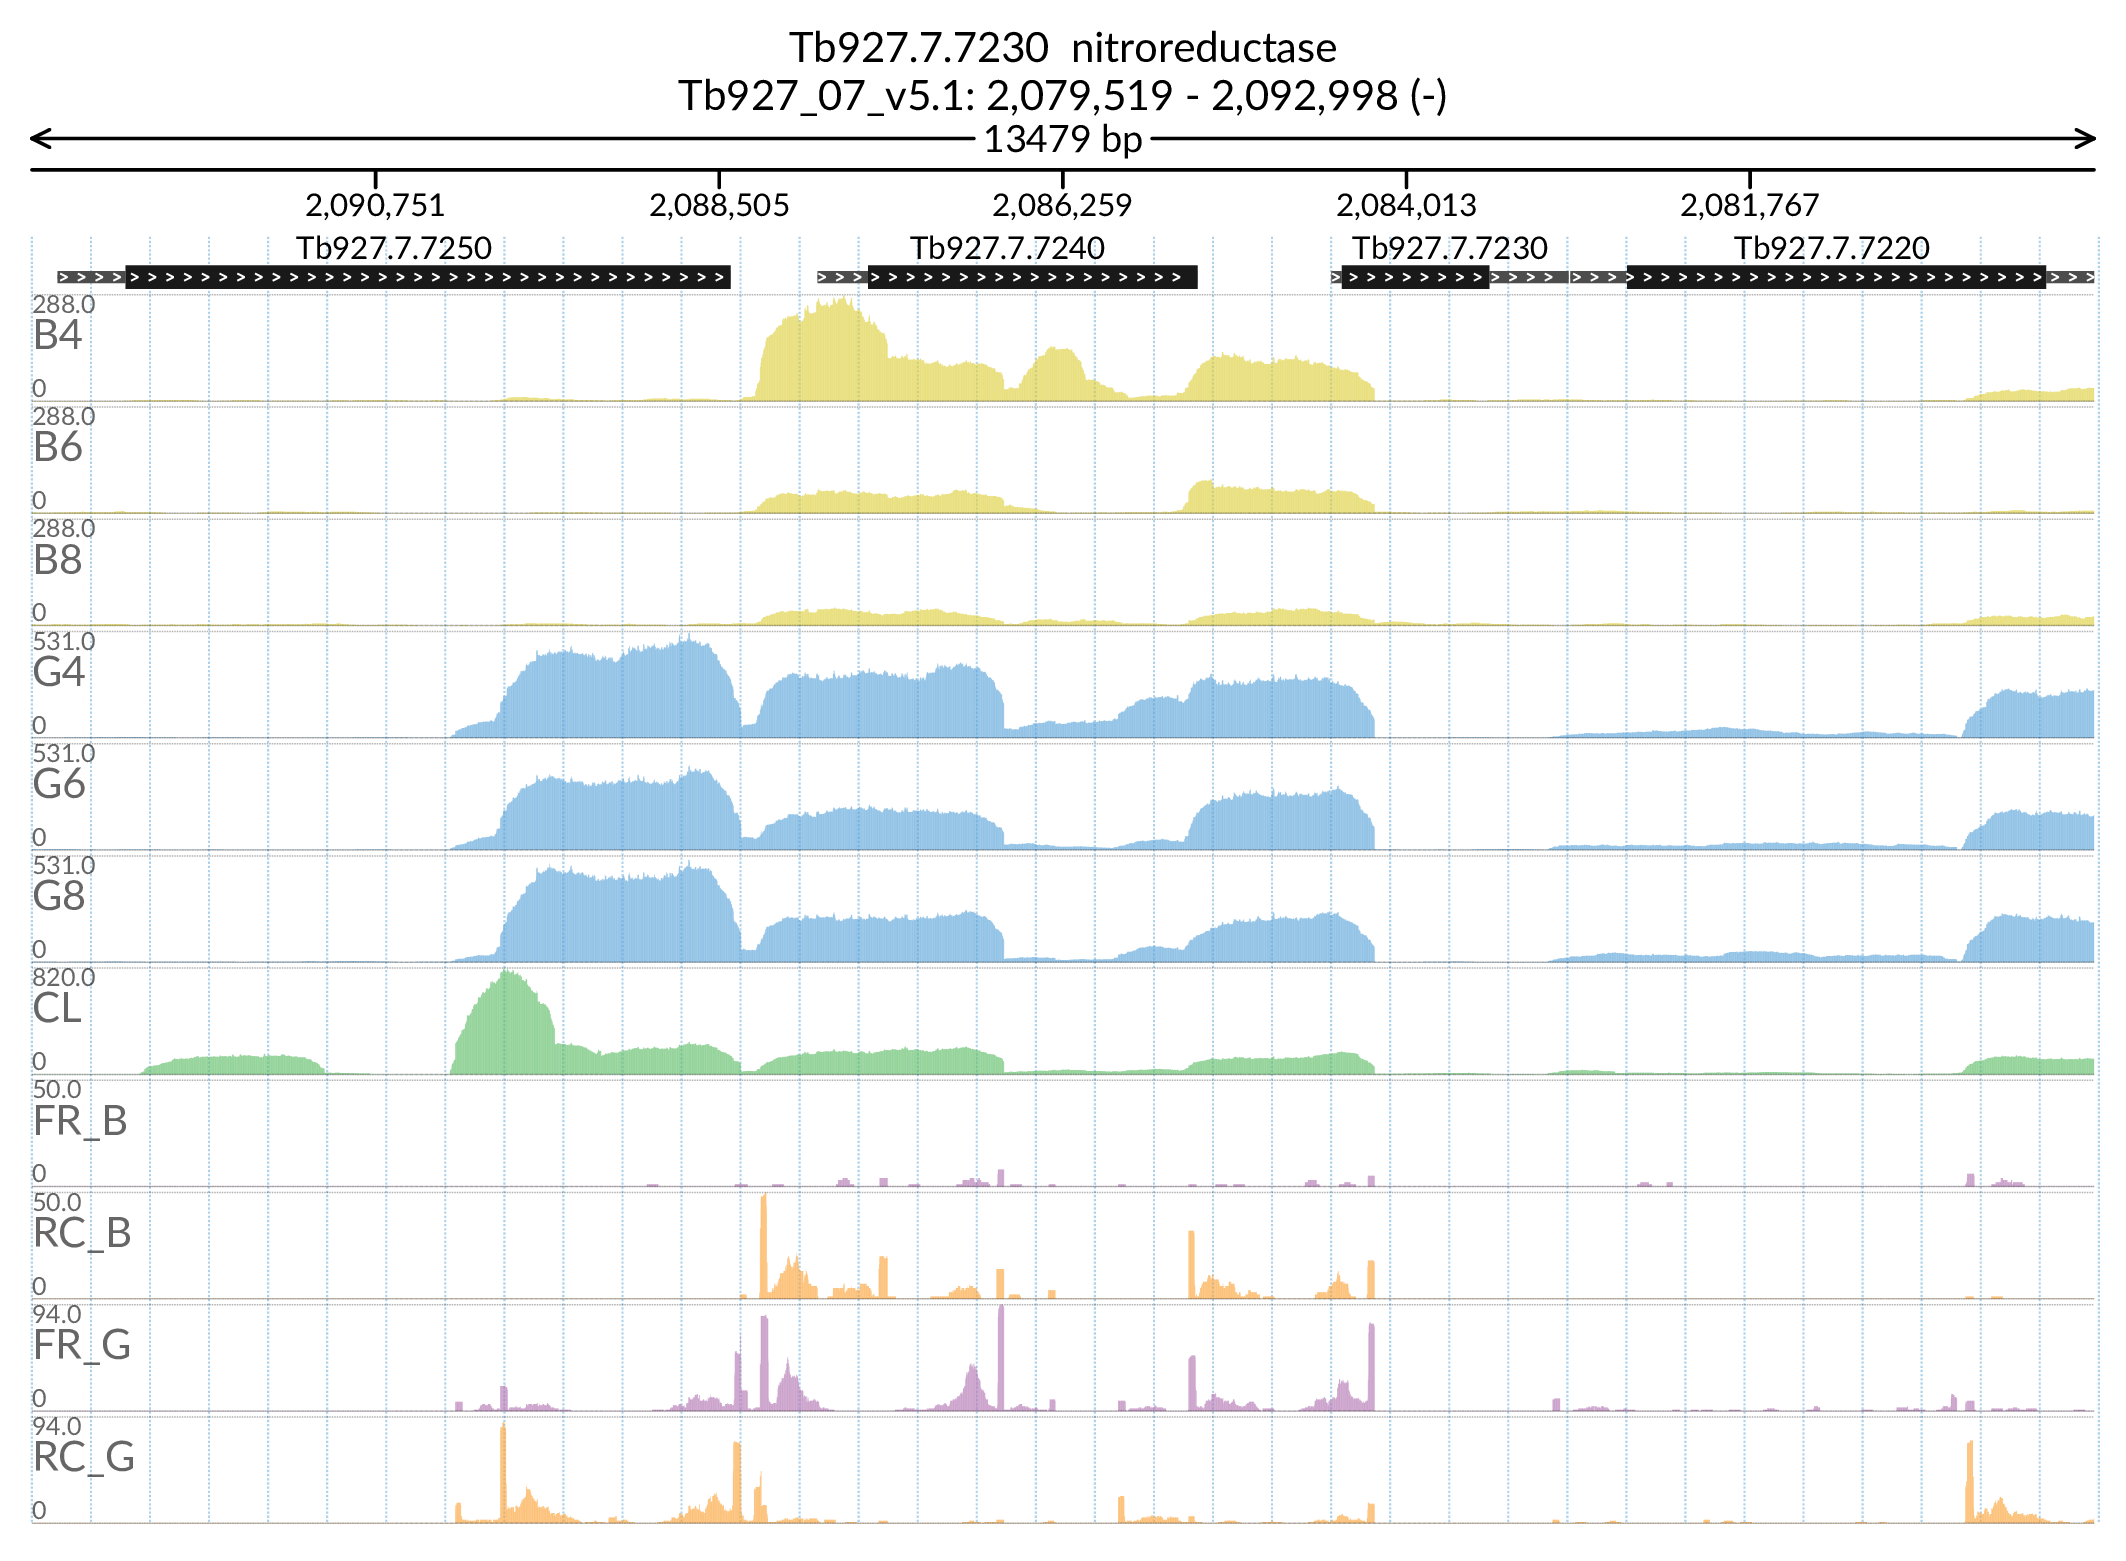 Tb927.7.7230 nitroreductase
Tb927_07_v5.1: 2,079,519 - 2,092,998 (-)
13479 bp
2,090,751 2,088,505 2,086,259 2,084,013 2,081,767
Tb927.7.7250 Tb927.7.7240 Tb927.7.7230 Tb927.7.7220
288.0
B4
0
288.0
B6
0
288.0
B8
0
531.0
G4
0
531.0
G6
0
531.0
G8
0
820.0
CL
0
50.0
FR_B
0
50.0
RC_B
0
94.0
FR_G
0
94.0
RC_G
0